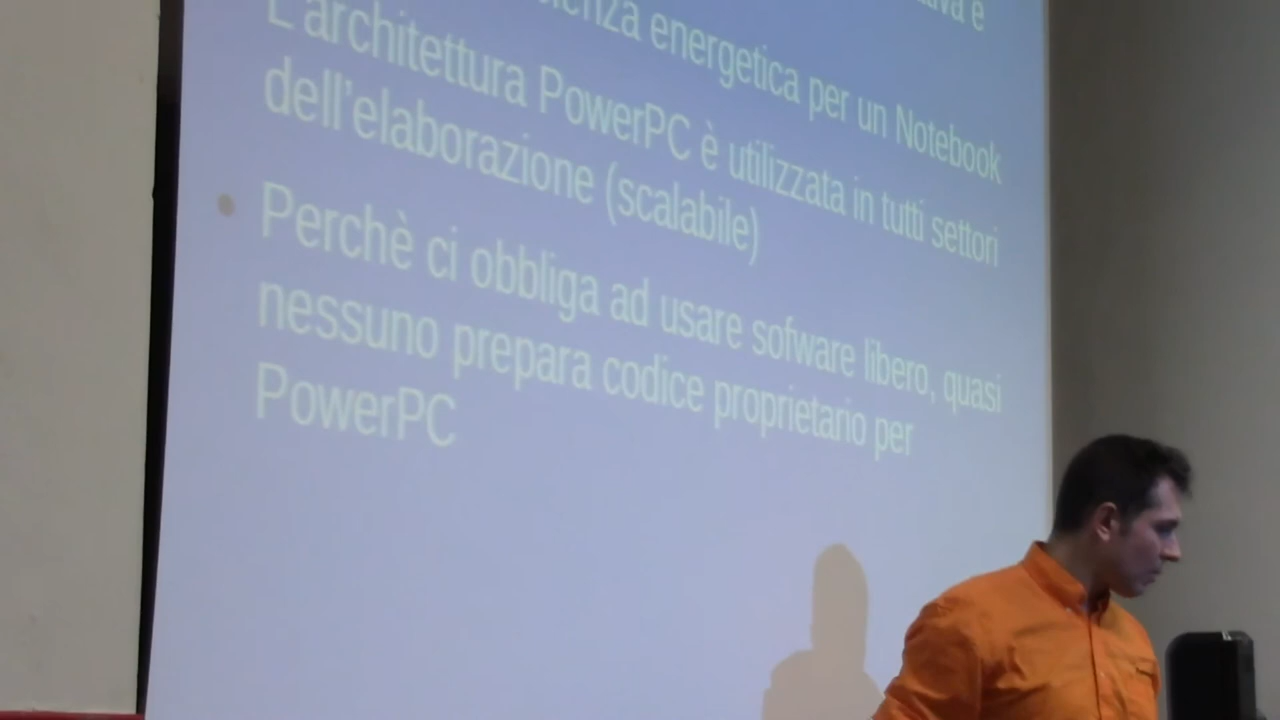 energetica per un Notebook
L'architettura PowerPC è utilizzata in tutti settori
dell'elaborazione (scalabile)
Perchè ci obbliga ad usare sofware libero, quasi
nessuno prepara codice proprietario per
PowerPC